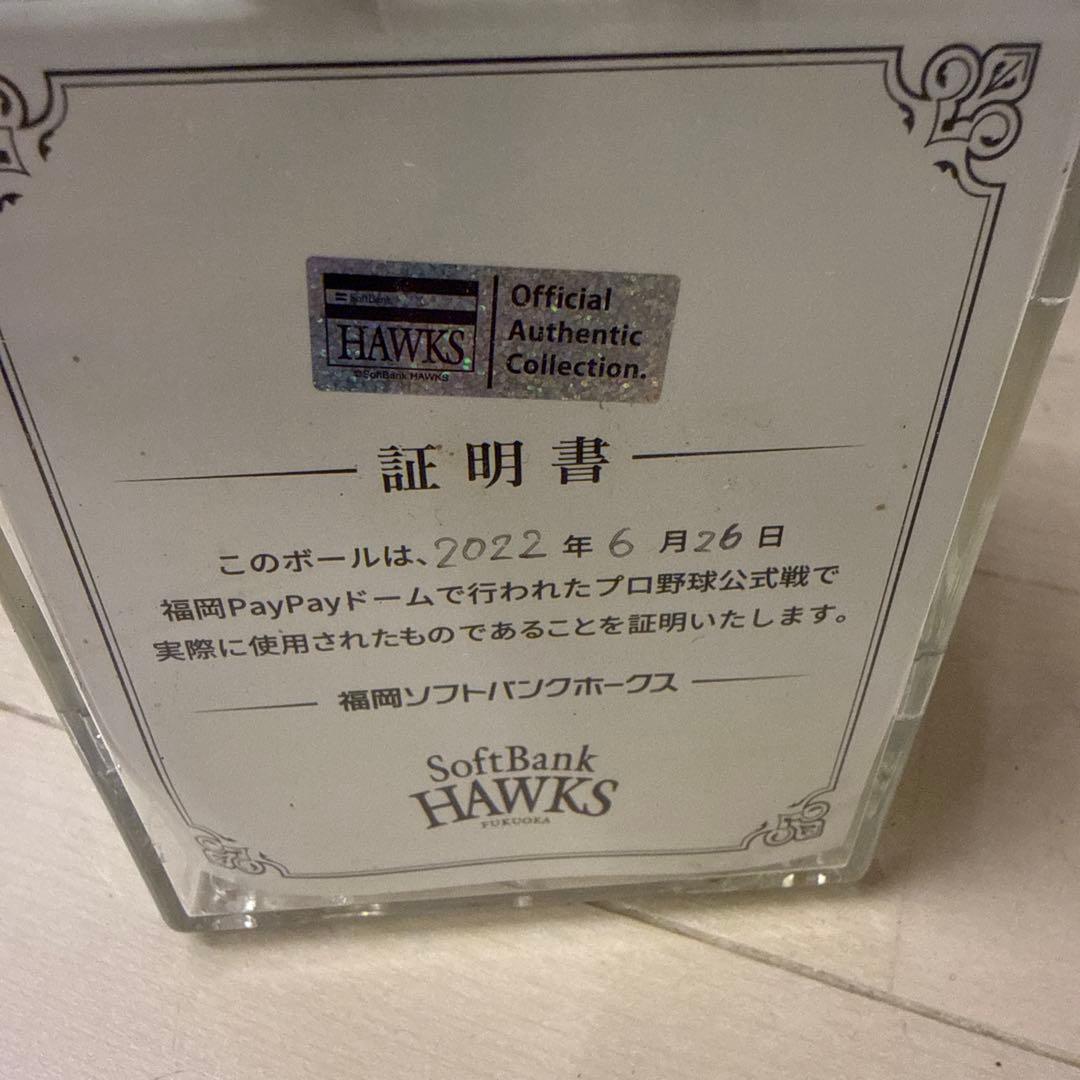 SoftBank
HAWKS
©SoftBank HAWKS
Official
Authentic
Collection.
証明書
このボールは、2022年6月26日
福岡PayPayドームで行われたプロ野球公式戦で
実際に使用されたものであることを証明いたします。
福岡ソフトバンクホークス
SoftBank
HAWKS
FUKUOKA